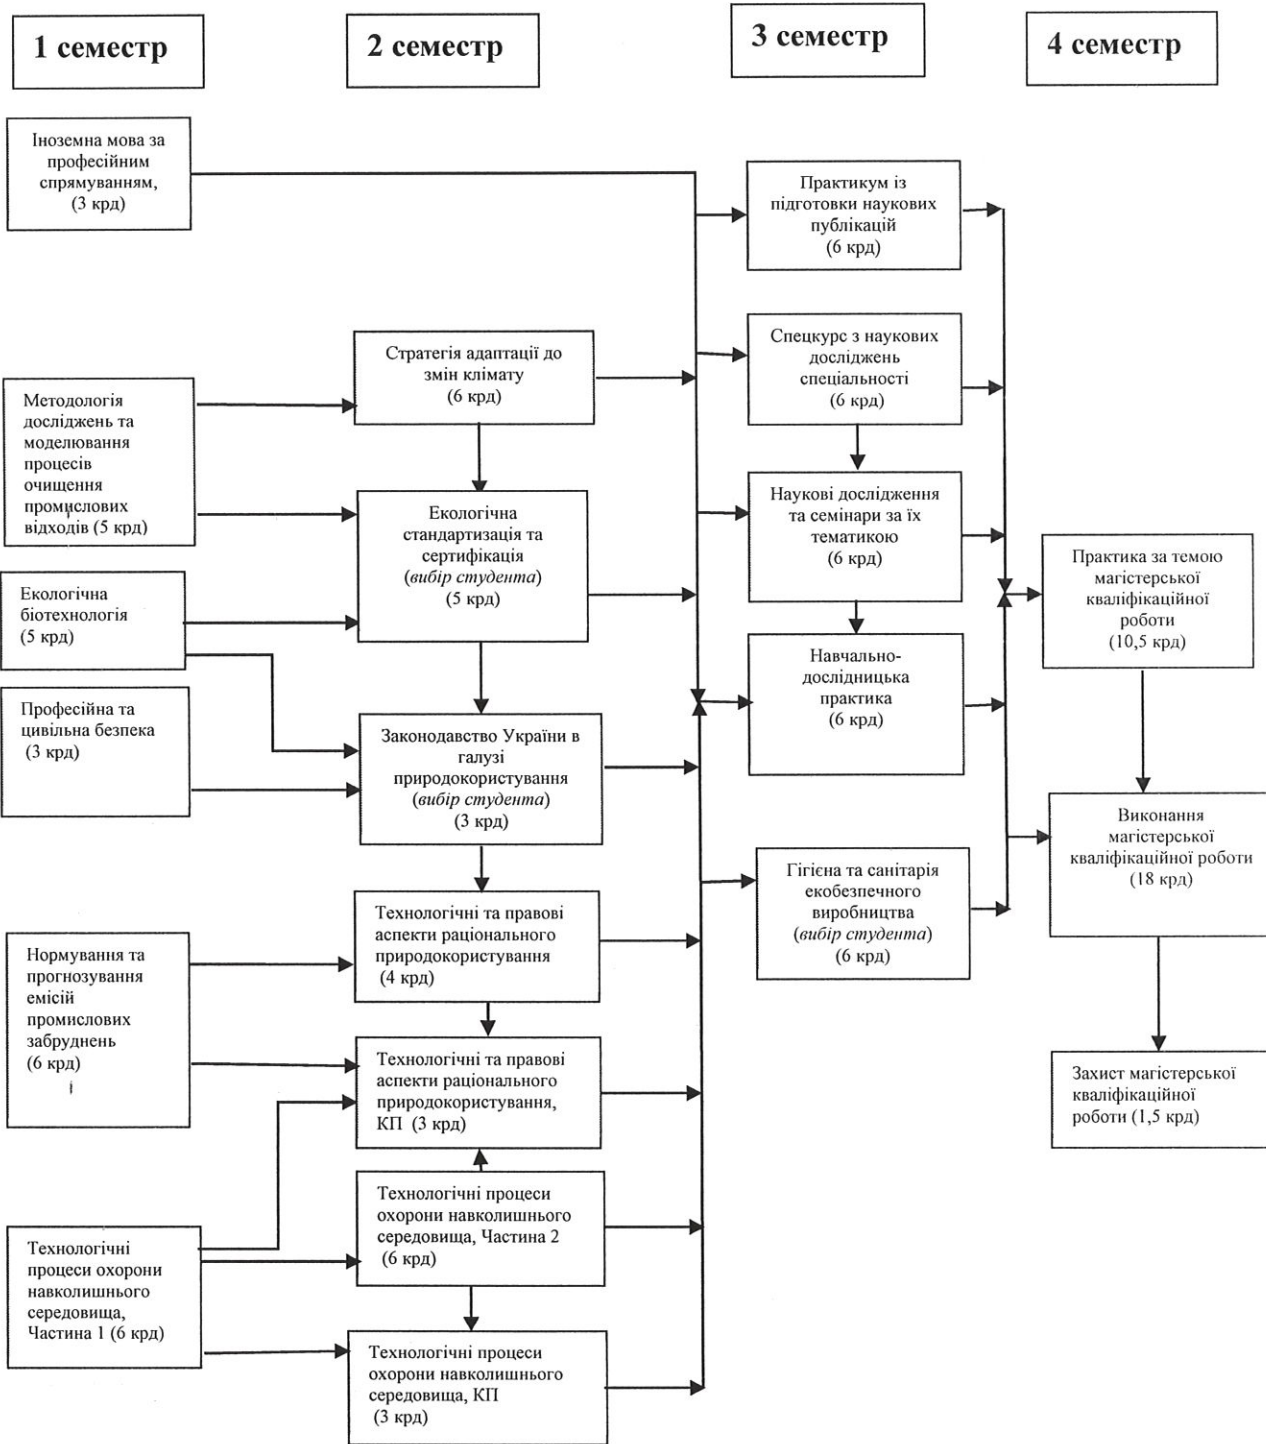 1 семестр
2 семестр
3 семестр
4 семестр
Іноземна мова за
професійним
спрямуванням,
(3 крд)
Методологія
досліджень та
моделювання
процесів
очищення
промислових
відходів (5 крд)
Екологічна
біотехнологія
(5 крд)
Професійна та
цивільна безпека
(3 крд)
Нормування та
прогнозування
емісій
промислових
забруднень
(6 крд)
Технологічні
процеси охорони
навколишнього
середовища,
Частина 1 (6 крд)
Стратегія адаптації до
змін клімату
(6 крд)
Екологічна
стандартизація та
сертифікація
(вибір студента)
(5 крд)
Законодавство України в
галузі
природокористування
(вибір студента)
(3 крд)
Технологічні та правові
аспекти раціонального
природокористування
(4 крд)
Технологічні та правові
аспекти раціонального
природокористування,
КП (3 крд)
Технологічні процеси
охорони навколишнього
середовища, Частина 2
(6 крд)
Технологічні процеси
охорони навколишнього
середовища, КП
(3 крд)
Практикум із
підготовки наукових
публікацій
(6 крд)
Спецкурс з наукових
досліджень
спеціальності
(6 крд)
Наукові дослідження
та семінари за їх
тематикою
(6 крд)
Навчально-
дослідницька
практика
(6 крд)
Гігієна та санітарія
екобезпечного
виробництва
(вибір студента)
(6 крд)
Практика за темою
магістерської
кваліфікаційної
роботи
(10,5 крд)
Виконання
магістерської
кваліфікаційної роботи
(18 крд)
Захист магістерської
кваліфікаційної
роботи (1,5 крд)